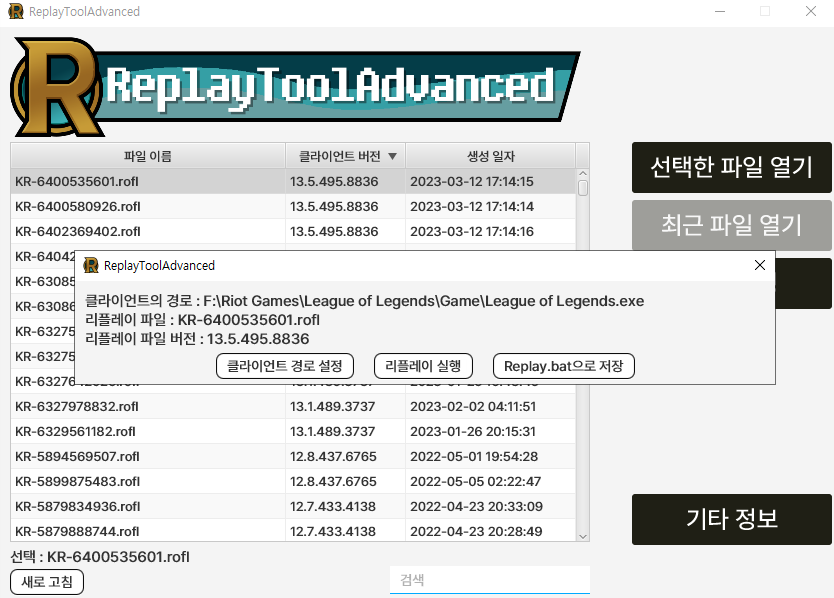 ReplayToolAdvanced
ReplayToolAdvanced
파일 이름 클라이언트 버전 ▼ 생성 일자
KR-6400535601.rofl 13.5.495.8836 2023-03-12 17:14:15
KR-6400580926.rofl 13.5.495.8836 2023-03-12 17:14:14
KR-6402369402.rofl 13.5.495.8836 2023-03-12 17:14:16
KR-6404
KR-63085
KR-63086
KR-63275
KR-63275
KR-6327
KR-6327978832.rofl 13.1.489.3737 2023-02-02 04:11:51
KR-6329561182.rofl 13.1.489.3737 2023-01-26 20:15:31
KR-5894569507.rofl 12.8.437.6765 2022-05-01 19:54:28
KR-5899875483.rofl 12.8.437.6765 2022-05-05 02:22:47
KR-5879834936.rofl 12.7.433.4138 2022-04-23 20:33:09
KR-5879888744.rofl 12.7.433.4138 2022-04-23 20:28:49
선택 : KR-6400535601.rofl
새로 고침
검색
선택한 파일 열기
최근 파일 열기
기타 정보
ReplayToolAdvanced
클라이언트의 경로 : F:\Riot Games\League of Legends\Game\League of Legends.exe
리플레이 파일 : KR-6400535601.rofl
리플레이 파일 버전 : 13.5.495.8836
클라이언트 경로 설정 리플레이 실행 Replay.bat으로 저장